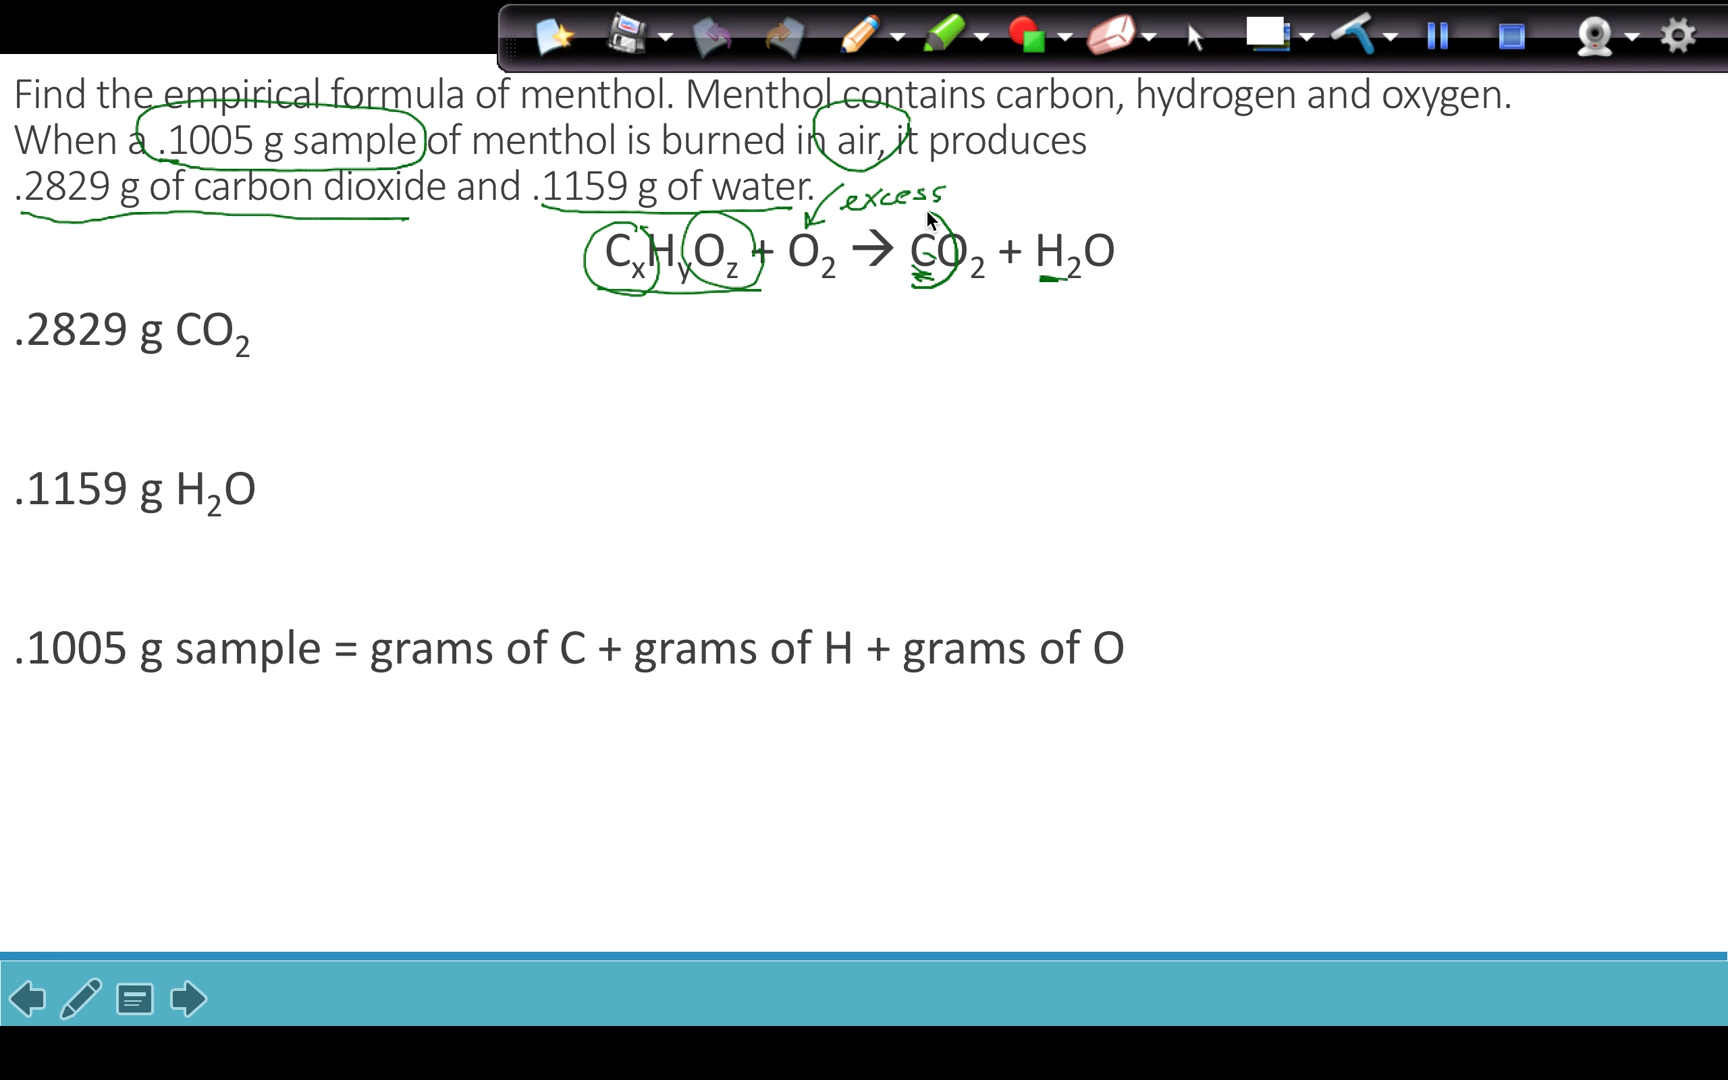 Find the empirical formula of menthol. Menthol contains carbon, hydrogen and oxygen.
When a .1005 g sample of menthol is burned in air, it produces
.2829 g of carbon dioxide and .1159 g of water.
excess
CₓHᵧO_z + O₂ → CO₂ + H₂O
.2829 g CO₂
.1159 g H₂O
.1005 g sample = grams of C + grams of H + grams of O